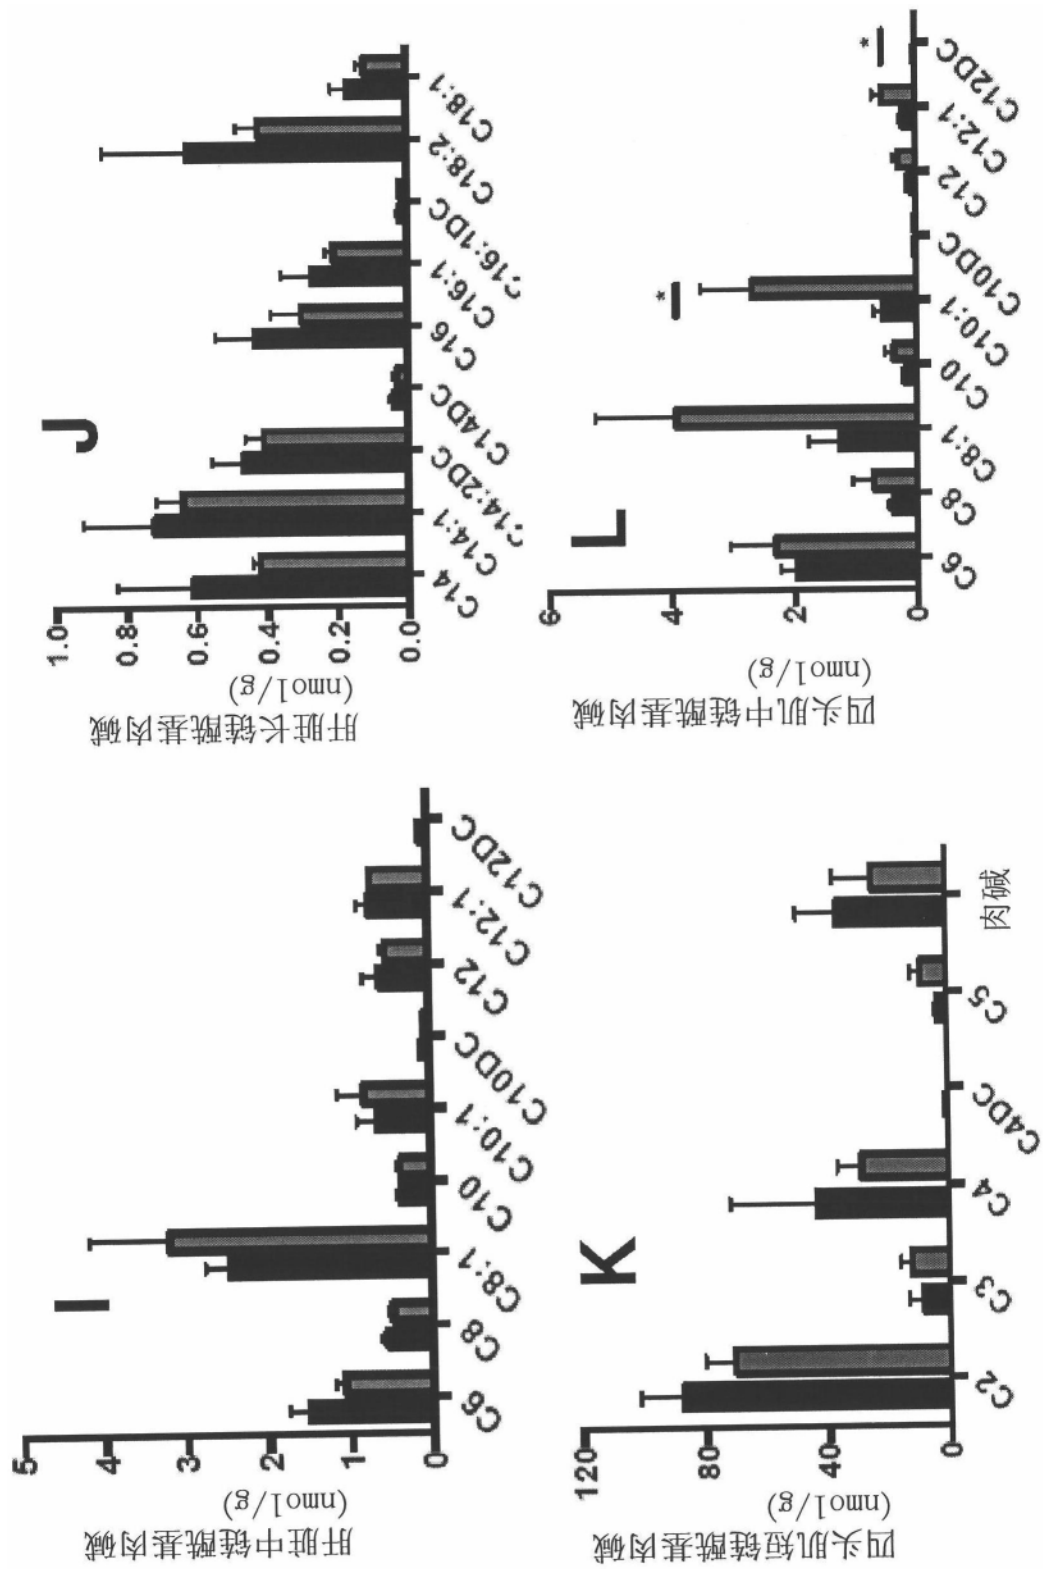 I
肝脏中链酰基肉碱
(nmol/g)
5
4
3
2
1
0
C6
C8
C8:1
C10
C10:1
C10DC
C12
C12:1
C12DC
J
肝脏长链酰基肉碱
(nmol/g)
1.0
0.8
0.6
0.4
0.2
0.0
C14
C14:1
C14:2DC
C14DC
C16
C16:1
C16:1DC
C18:2
C18:1
K
四头肌短链酰基肉碱
(nmol/g)
120
80
40
0
C2
C3
C4
C4DC
C5
肉碱
L
四头肌中链酰基肉碱
(nmol/g)
6
4
2
0
C6
C8
C8:1
C10
C10:1
C10DC
C12
C12:1
C12DC
*
*